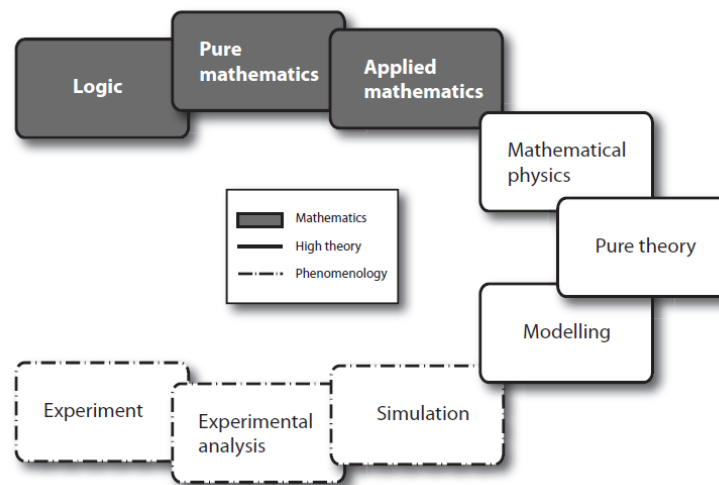 Logic
Pure
mathematics
Applied
mathematics
Mathematical
physics
Pure theory
Modelling
Mathematics
High theory
Phenomenology
Experiment
Experimental
analysis
Simulation